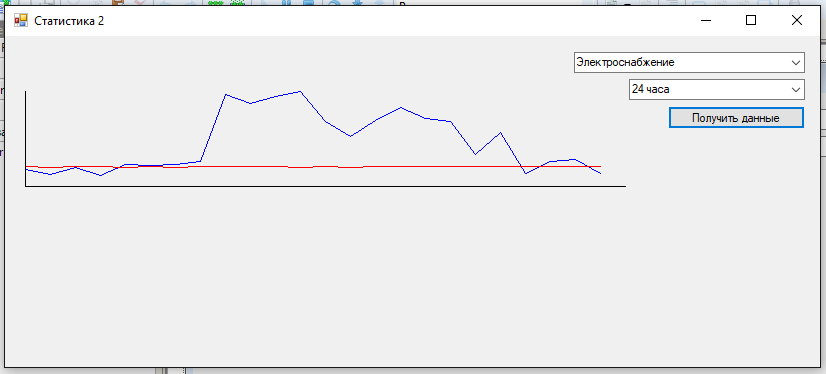 Статистика 2
Электроснабжение
24 часа
Получить данные